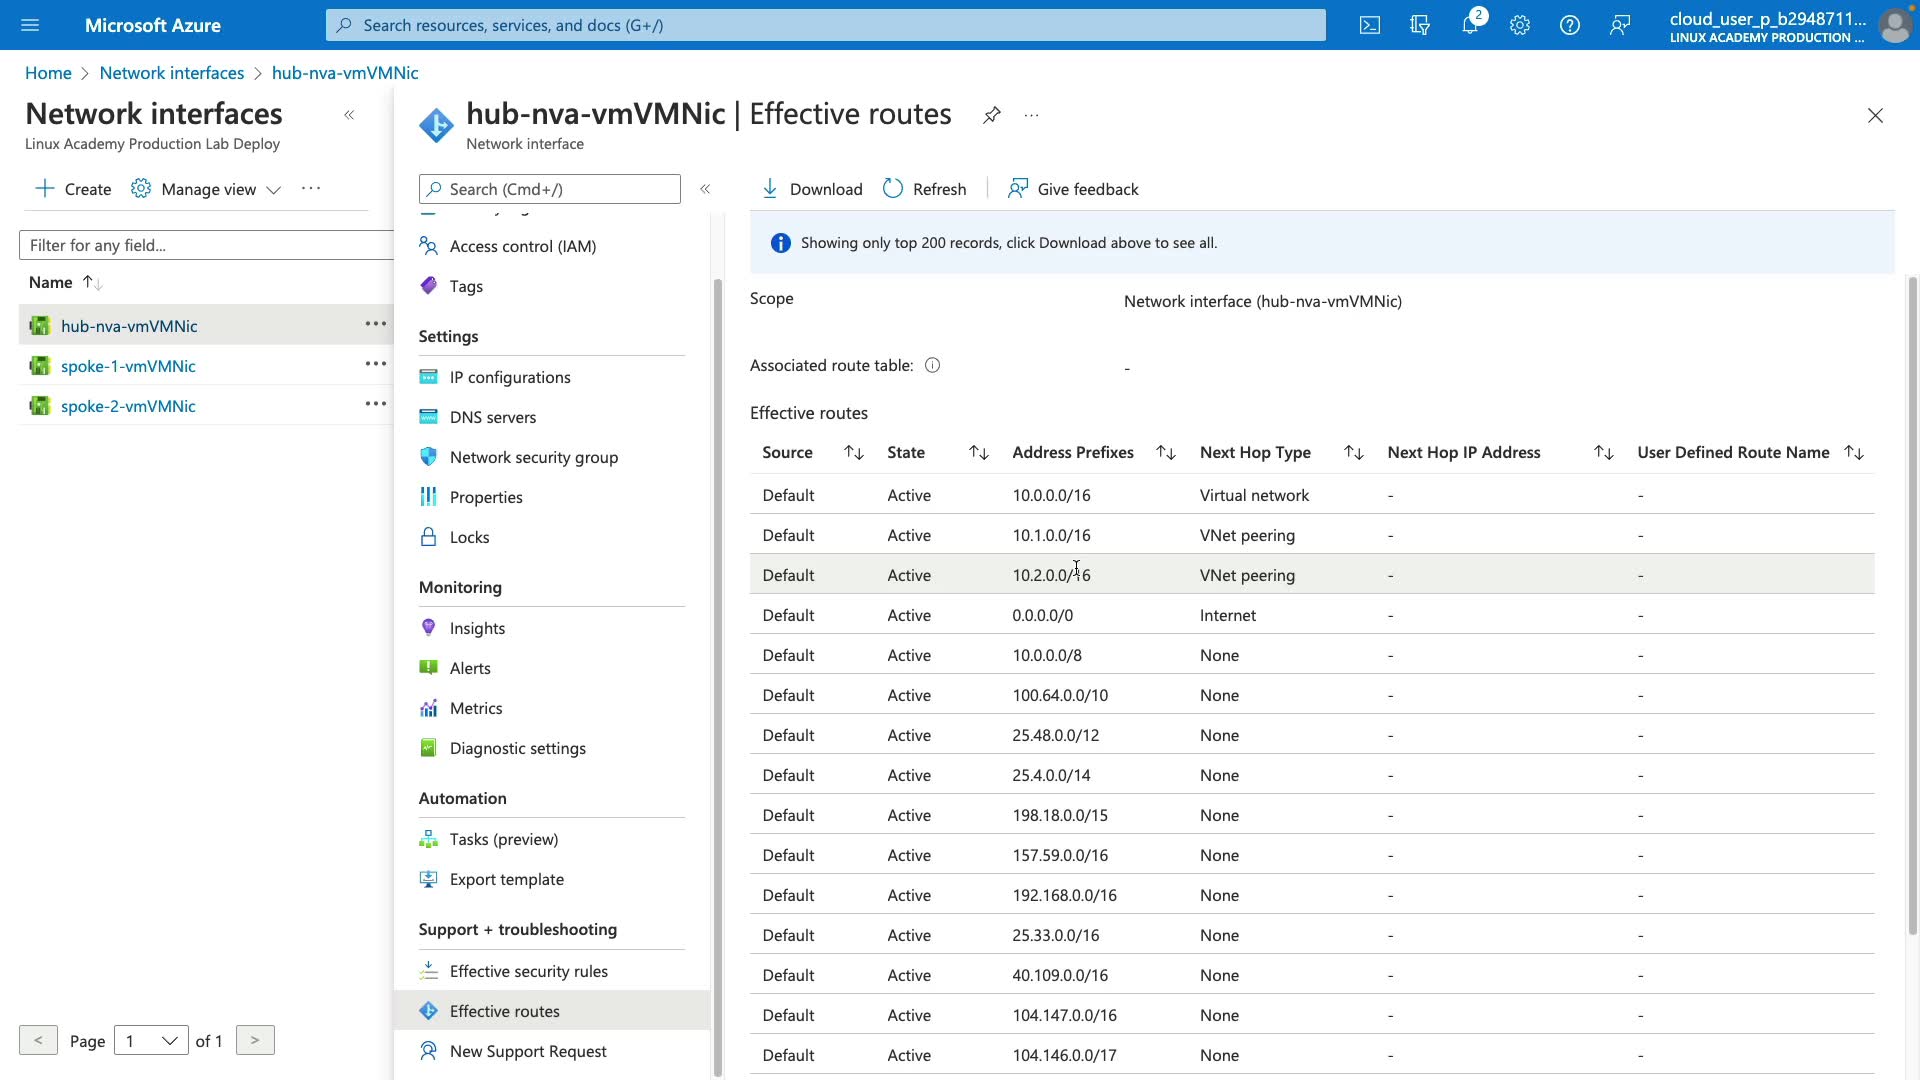 Microsoft Azure
Search resources, services, and docs (G+/)
2
cloud_user_p_b2948711...
LINUX ACADEMY PRODUCTION ...
Home > Network interfaces > hub-nva-vmVMNic
Network interfaces
Linux Academy Production Lab Deploy
Create
Manage view
Filter for any field...
Name
hub-nva-vmVMNic
spoke-1-vmVMNic
spoke-2-vmVMNic
< Page 1 of 1 >
hub-nva-vmVMNic | Effective routes
Network interface
Search (Cmd+/)
Access control (IAM)
Tags
Settings
IP configurations
DNS servers
Network security group
Properties
Locks
Monitoring
Insights
Alerts
Metrics
Diagnostic settings
Automation
Tasks (preview)
Export template
Support + troubleshooting
Effective security rules
Effective routes
New Support Request
Download Refresh Give feedback
Showing only top 200 records, click Download above to see all.
Scope Network interface (hub-nva-vmVMNic)
Associated route table: -
Effective routes
Source State Address Prefixes Next Hop Type Next Hop IP Address User Defined Route Name
Default Active 10.0.0.0/16 Virtual network - -
Default Active 10.1.0.0/16 VNet peering - -
Default Active 10.2.0.0/16 VNet peering - -
Default Active 0.0.0.0/0 Internet - -
Default Active 10.0.0.0/8 None - -
Default Active 100.64.0.0/10 None - -
Default Active 25.48.0.0/12 None - -
Default Active 25.4.0.0/14 None - -
Default Active 198.18.0.0/15 None - -
Default Active 157.59.0.0/16 None - -
Default Active 192.168.0.0/16 None - -
Default Active 25.33.0.0/16 None - -
Default Active 40.109.0.0/16 None - -
Default Active 104.147.0.0/16 None - -
Default Active 104.146.0.0/17 None - -